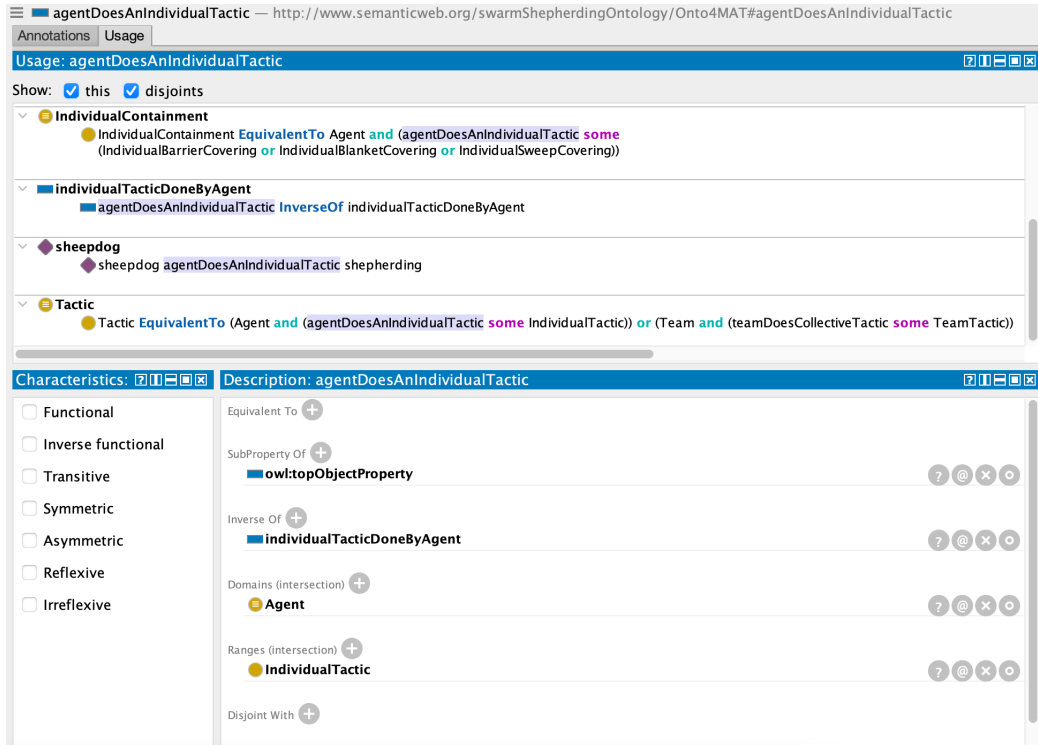 agentDoesAnIndividualTactic — http://www.semanticweb.org/swarmShepherdingOntology/Onto4MAT#agentDoesAnIndividualTactic
Annotations Usage
Usage: agentDoesAnIndividualTactic
Show: this disjoints
IndividualContainment
IndividualContainment EquivalentTo Agent and (agentDoesAnIndividualTactic some
(IndividualBarrierCovering or IndividualBlanketCovering or IndividualSweepCovering))
individualTacticDoneByAgent
agentDoesAnIndividualTactic InverseOf individualTacticDoneByAgent
sheepdog
sheepdog agentDoesAnIndividualTactic shepherding
Tactic
Tactic EquivalentTo (Agent and (agentDoesAnIndividualTactic some IndividualTactic)) or (Team and (teamDoesCollectiveTactic some TeamTactic))
Characteristics:
Functional
Inverse functional
Transitive
Symmetric
Asymmetric
Reflexive
Irreflexive
Description: agentDoesAnIndividualTactic
Equivalent To
SubProperty Of
owl:topObjectProperty
Inverse Of
individualTacticDoneByAgent
Domains (intersection)
Agent
Ranges (intersection)
IndividualTactic
Disjoint With